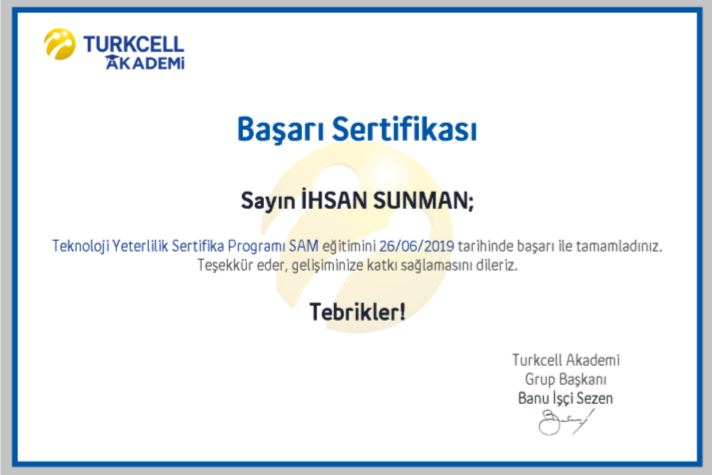 TURKCELL
AKADEMİ
Başarı Sertifikası
Sayın İHSAN SUNMAN;
Teknoloji Yeterlilik Sertifika Programı SAM eğitimini 26/06/2019 tarihinde başarı ile tamamladınız.
Teşekkür eder, gelişiminize katkı sağlamasını dileriz.
Tebrikler!
Turkcell Akademi
Grup Başkanı
Banu İşçi Sezen